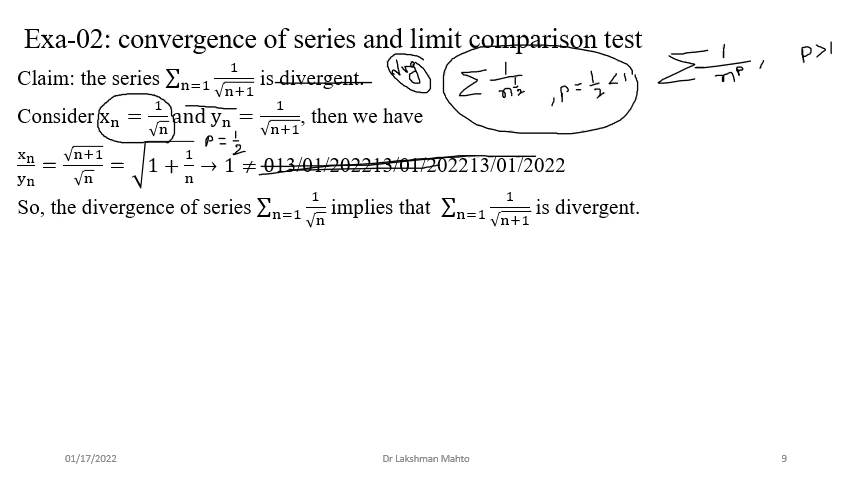 Exa-02: convergence of series and limit comparison test
Claim: the series ∑n=1 1/√n+1 is divergent.
∑ 1/n^1/2 , p = 1/2 < 1
∑ 1/n^p , p>1
Consider xn = 1/√n and yn = 1/√n+1, then we have
p = 1/2
xn/yn = √n+1/√n = √1 + 1/n → 1 ≠ 013/01/202213/01/202213/01/2022
So, the divergence of series ∑n=1 1/√n implies that ∑n=1 1/√n+1 is divergent.
01/17/2022 Dr Lakshman Mahto 9